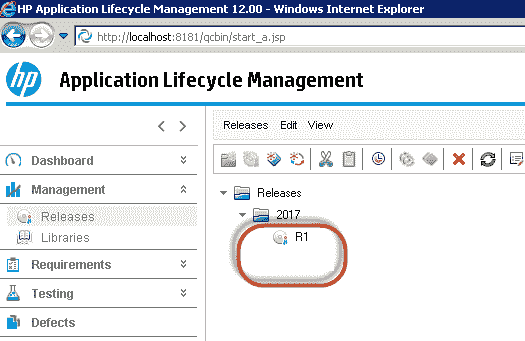 HP Application Lifecycle Management 12.00 - Windows Internet Explorer
http://localhost:8181/qcbin/start_a.jsp
hp Application Lifecycle Management
Releases Edit View
Dashboard
Management
Releases
Libraries
Requirements
Testing
Defects
Releases
2017
R1